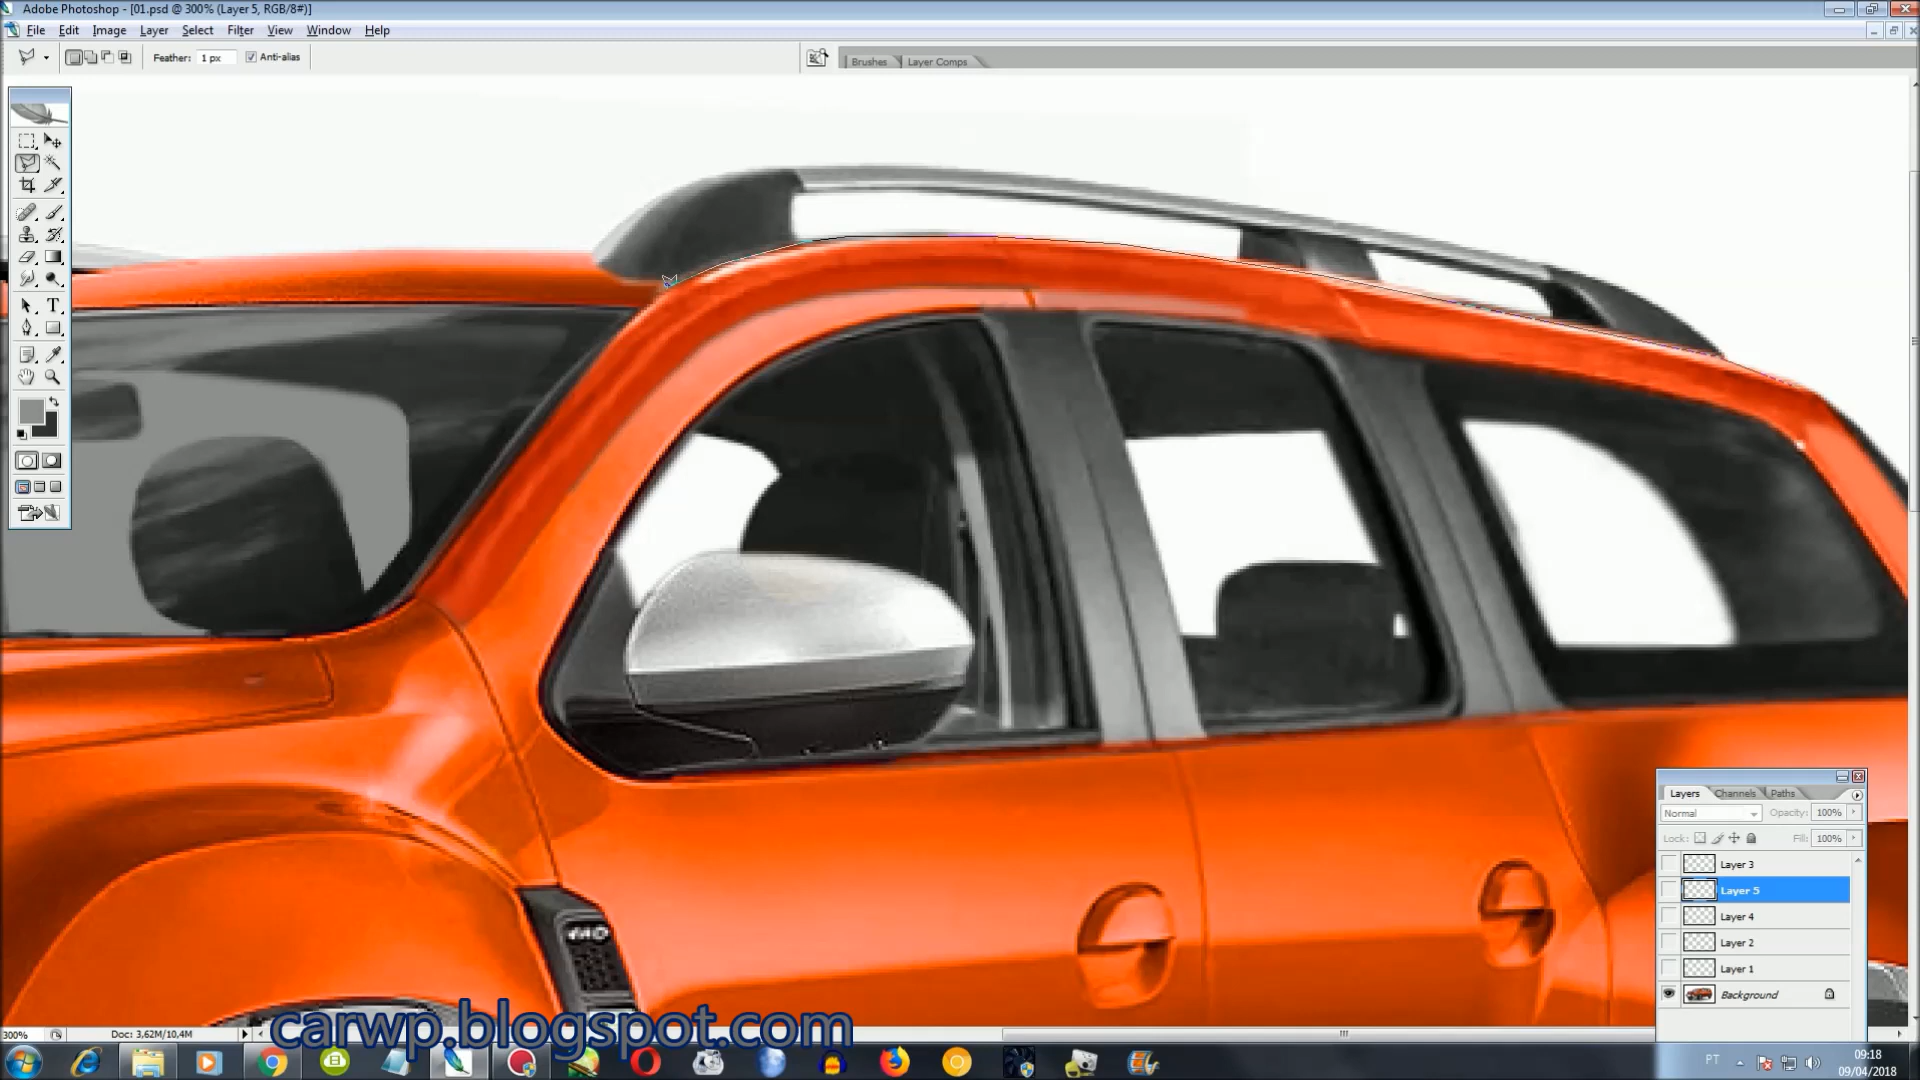 Adobe Photoshop - [01.psd @ 300% (Layer 5, RGB/8#)]
File Edit Image Layer Select Filter View Window Help
Feather: 1 px Anti-alias
Brushes Layer Comps
T
Layers Channels Paths
Normal Opacity: 100%
Lock: Fill: 100%
Layer 3
Layer 5
Layer 4
Layer 2
Layer 1
Background
300% Doc: 3,62M/10,4M
carwp.blogspot.com
PT
09:18
09/04/2018